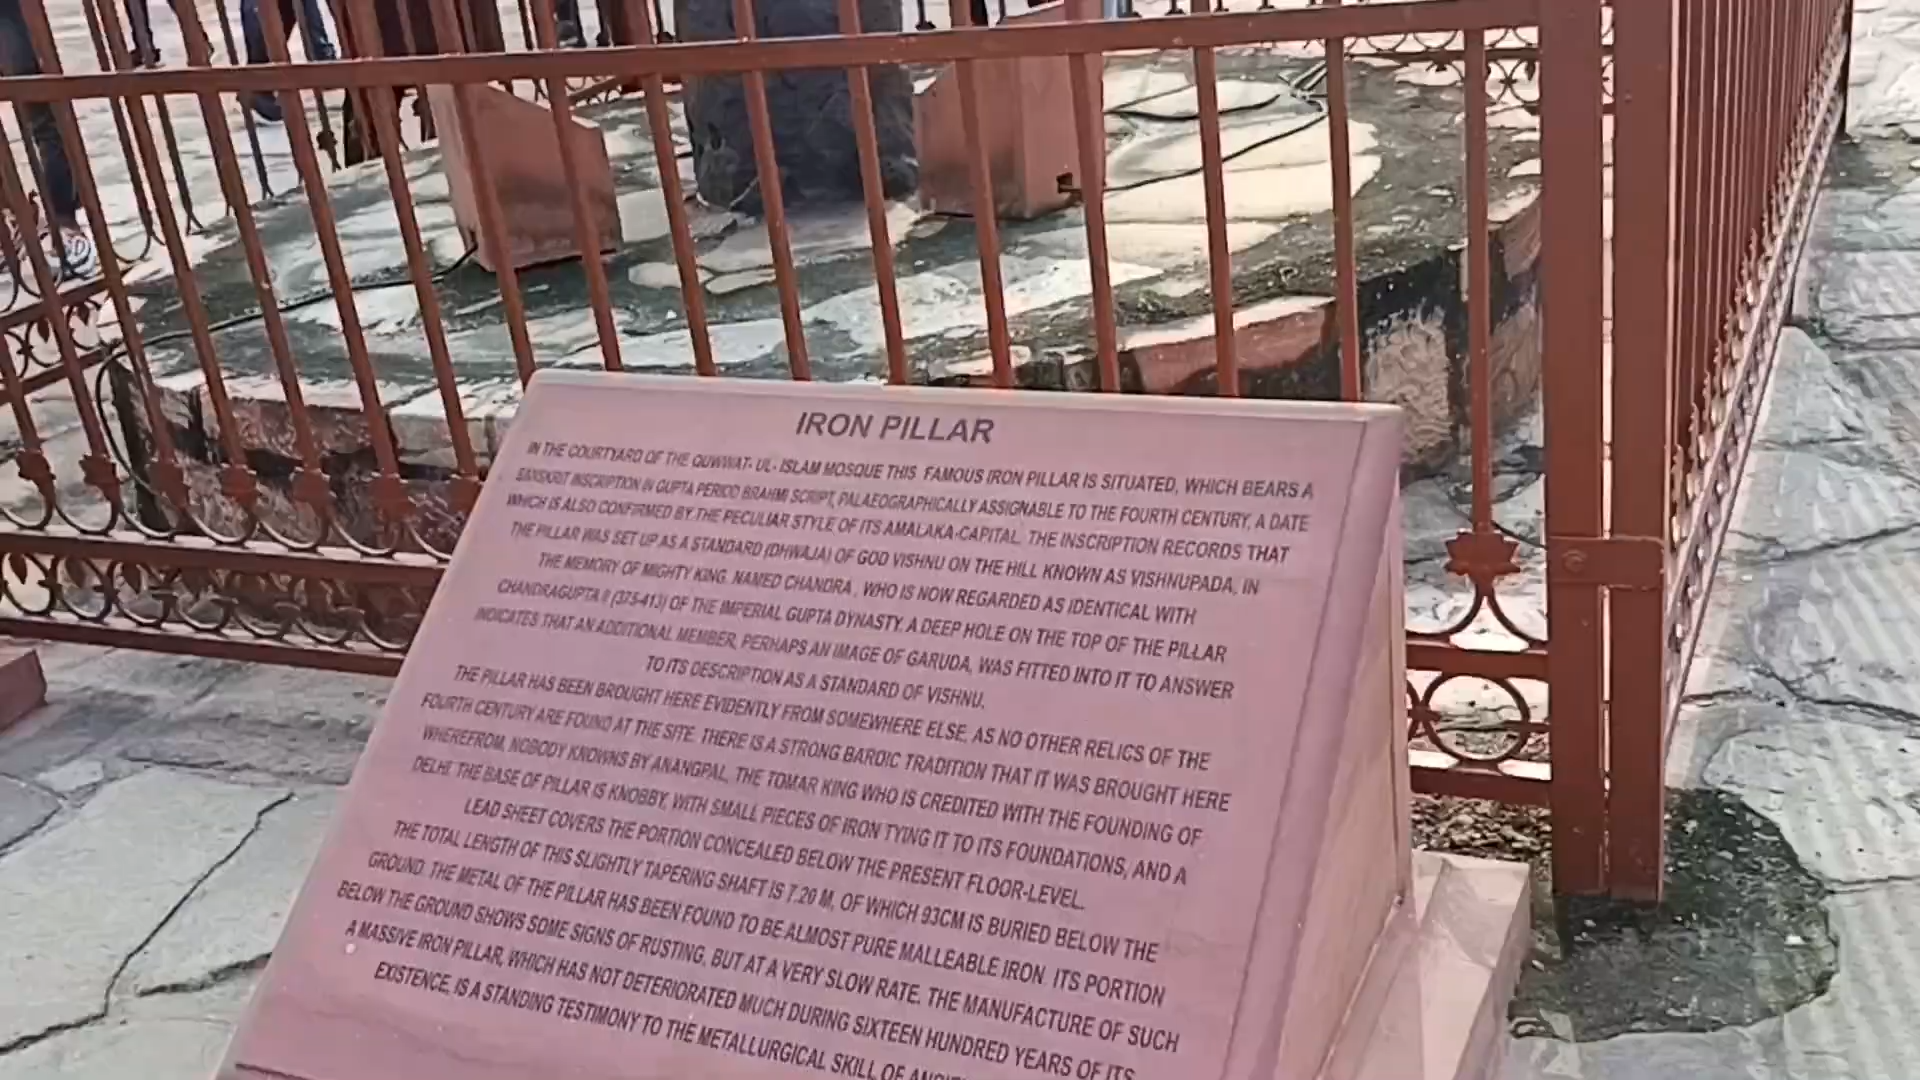 IRON PILLAR
IN THE COURTYARD OF THE QUWWAT- UL- ISLAM MOSQUE THIS FAMOUS IRON PILLAR IS SITUATED, WHICH BEARS A
SANSKRIT INSCRIPTION IN GUPTA PERIOD BRAHMI SCRIPT, PALAEOGRAPHICALLY ASSIGNABLE TO THE FOURTH CENTURY, A DATE
WHICH IS ALSO CONFIRMED BY THE PECULIAR STYLE OF ITS AMALAKA-CAPITAL. THE INSCRIPTION RECORDS THAT
THE PILLAR WAS SET UP AS A STANDARD (DHWAJA) OF GOD VISHNU ON THE HILL KNOWN AS VISHNUPADA, IN
THE MEMORY OF MIGHTY KING, NAMED CHANDRA , WHO IS NOW REGARDED AS IDENTICAL WITH
CHANDRAGUPTA II (375-413) OF THE IMPERIAL GUPTA DYNASTY. A DEEP HOLE ON THE TOP OF THE PILLAR
INDICATES THAT AN ADDITIONAL MEMBER, PERHAPS AN IMAGE OF GARUDA, WAS FITTED INTO IT TO ANSWER
TO ITS DESCRIPTION AS A STANDARD OF VISHNU.
THE PILLAR HAS BEEN BROUGHT HERE EVIDENTLY FROM SOMEWHERE ELSE, AS NO OTHER RELICS OF THE
FOURTH CENTURY ARE FOUND AT THE SITE. THERE IS A STRONG BARDIC TRADITION THAT IT WAS BROUGHT HERE
WHEREFROM, NOBODY KNOWNS BY ANANGPAL, THE TOMAR KING WHO IS CREDITED WITH THE FOUNDING OF
DELHI. THE BASE OF PILLAR IS KNOBBY, WITH SMALL PIECES OF IRON TYING IT TO ITS FOUNDATIONS, AND A
LEAD SHEET COVERS THE PORTION CONCEALED BELOW THE PRESENT FLOOR-LEVEL.
THE TOTAL LENGTH OF THIS SLIGHTLY TAPERING SHAFT IS 7.20 M, OF WHICH 93CM IS BURIED BELOW THE
GROUND. THE METAL OF THE PILLAR HAS BEEN FOUND TO BE ALMOST PURE MALLEABLE IRON. ITS PORTION
BELOW THE GROUND SHOWS SOME SIGNS OF RUSTING, BUT AT A VERY SLOW RATE. THE MANUFACTURE OF SUCH
A MASSIVE IRON PILLAR, WHICH HAS NOT DETERIORATED MUCH DURING SIXTEEN HUNDRED YEARS OF ITS
EXISTENCE, IS A STANDING TESTIMONY TO THE METALLURGICAL SKILL OF